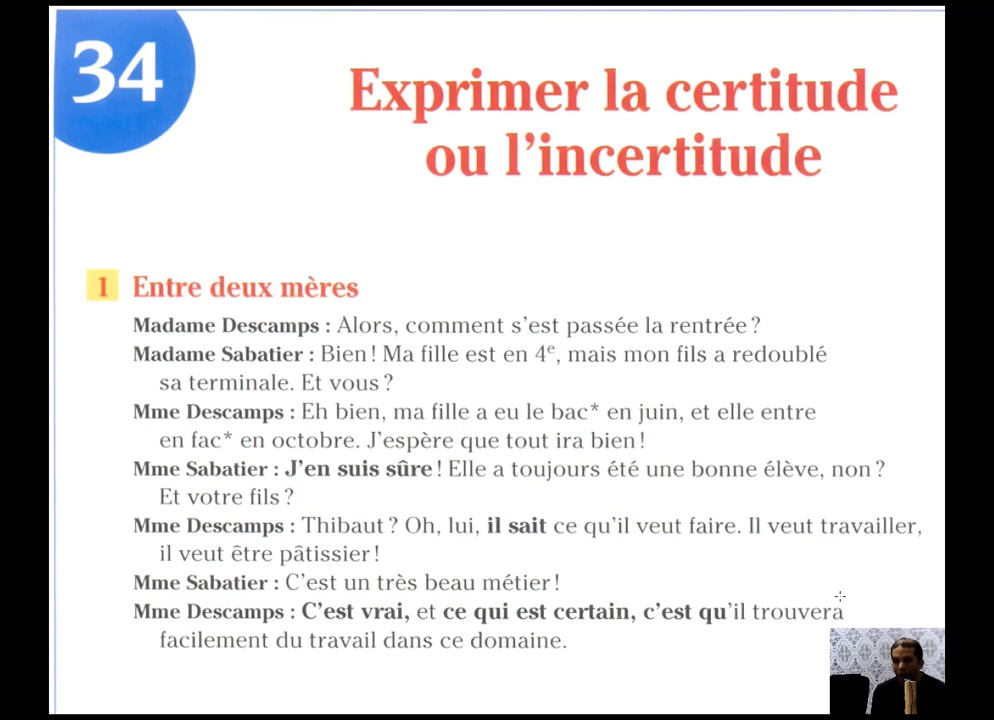 34
Exprimer la certitude
ou l'incertitude
1 Entre deux mères
Madame Descamps : Alors, comment s'est passée la rentrée ?
Madame Sabatier : Bien ! Ma fille est en 4e, mais mon fils a redoublé
sa terminale. Et vous ?
Mme Descamps : Eh bien, ma fille a eu le bac* en juin, et elle entre
en fac* en octobre. J'espère que tout ira bien !
Mme Sabatier : J'en suis sûre ! Elle a toujours été une bonne élève, non ?
Et votre fils ?
Mme Descamps : Thibaut ? Oh, lui, il sait ce qu'il veut faire. Il veut travailler,
il veut être pâtissier !
Mme Sabatier : C'est un très beau métier !
Mme Descamps : C'est vrai, et ce qui est certain, c'est qu'il trouvera
facilement du travail dans ce domaine.